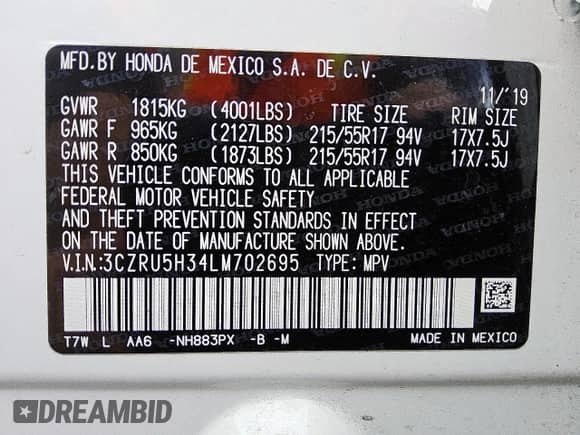 MFD.BY HONDA DE MEXICO S.A. DE C.V.
11/'19
GVWR 1815KG (4001LBS) TIRE SIZE RIM SIZE
GAWR F 965KG (2127LBS) 215/55R17 94V 17X7.5J
GAWR R 850KG (1873LBS) 215/55R17 94V 17X7.5J
THIS VEHICLE CONFORMS TO ALL APPLICABLE
FEDERAL MOTOR VEHICLE SAFETY
AND THEFT PREVENTION STANDARDS IN EFFECT
ON THE DATE OF MANUFACTURE SHOWN ABOVE.
V.I.N.:3CZRU5H34LM702695 TYPE: MPV
T7W L AA6 -NH883PX -B -M MADE IN MEXICO
DREAMBID